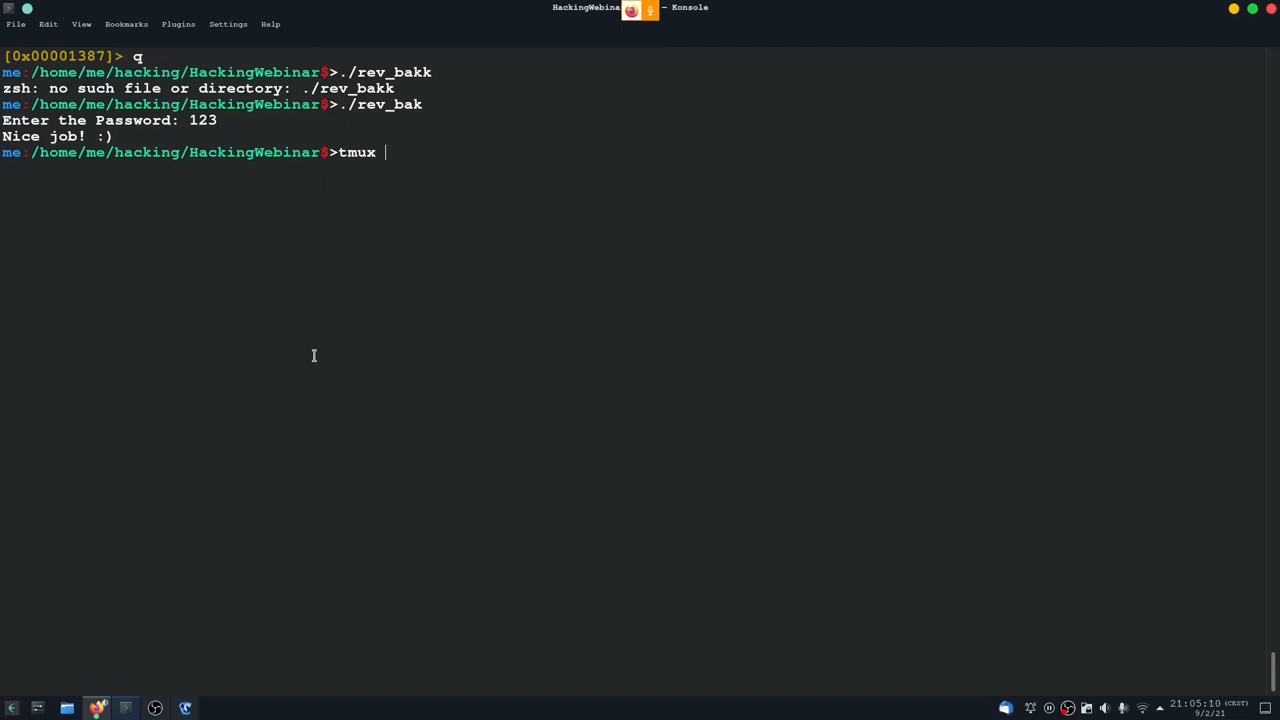 HackingWebina — Konsole
File Edit View Bookmarks Plugins Settings Help
[0x00001387]> q
me:/home/me/hacking/HackingWebinar$>./rev_bakk
zsh: no such file or directory: ./rev_bakk
me:/home/me/hacking/HackingWebinar$>./rev_bak
Enter the Password: 123
Nice job! :)
me:/home/me/hacking/HackingWebinar$>tmux
21:05:10 (CEST)
9/2/21